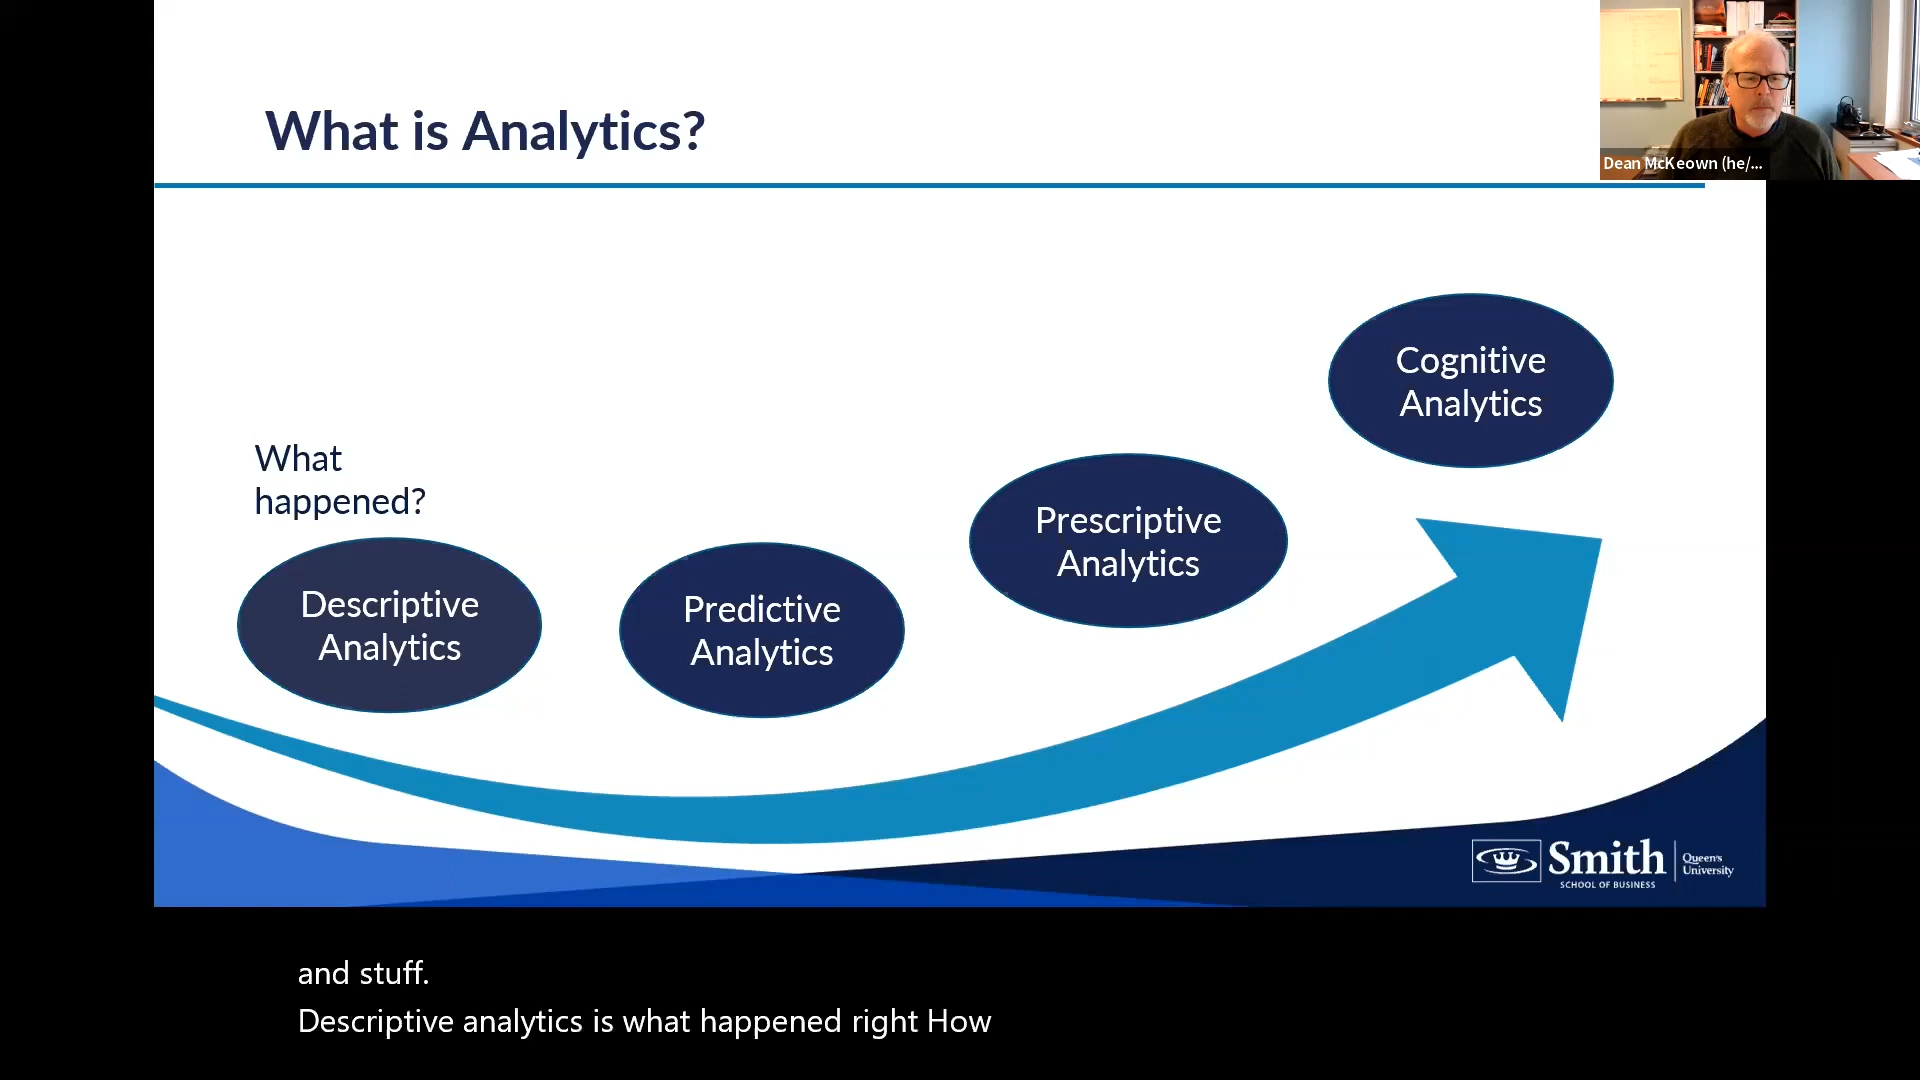 What is Analytics?
Dean McKeown (he/...
Cognitive
Analytics
What
happened?
Prescriptive
Analytics
Descriptive
Analytics
Predictive
Analytics
Smith
SCHOOL OF BUSINESS
Queen's
University
and stuff.
Descriptive analytics is what happened right How